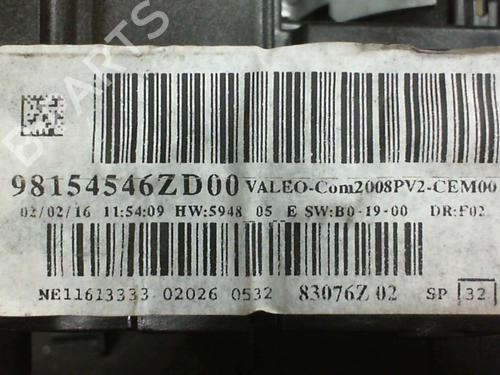 98154546ZD00 VALEO-Com2008PV2-CEM00
02/02/16 11:54:09 HW:5948 05 E SW:B0-19-00 DR:F02
NE11613333 02026 0532 83076Z 02 SP 32
B PARTS